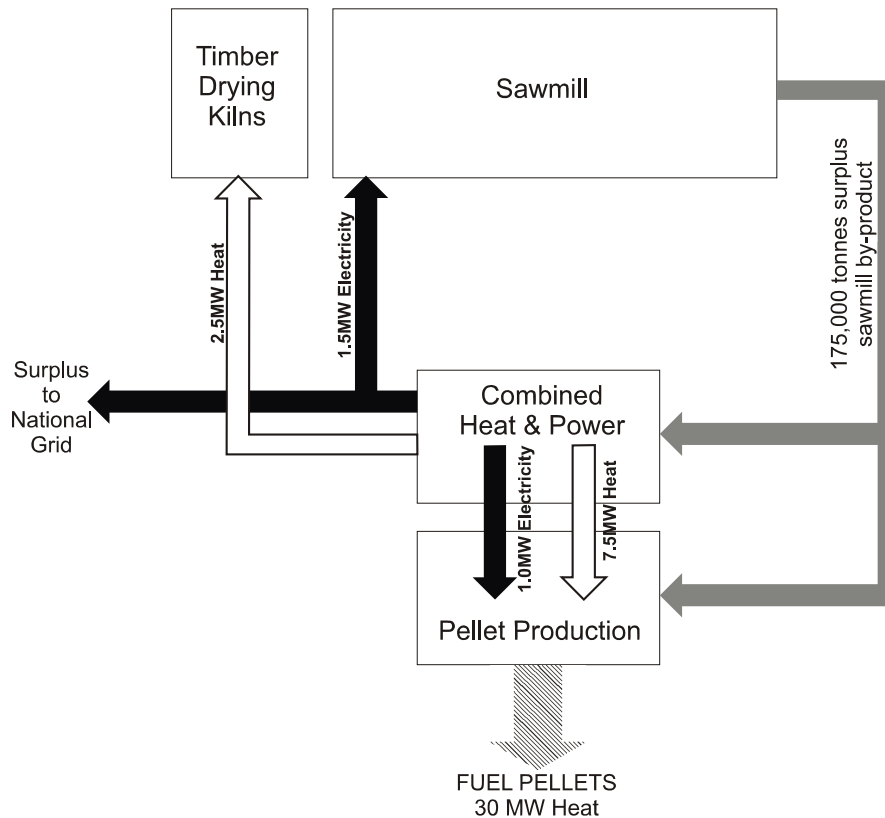 Timber
Drying
Kilns
Sawmill
2.5MW Heat
1.5MW Electricity
175,000 tonnes surplus
sawmill by-product
Surplus
to
National
Grid
Combined
Heat & Power
1.0MW Electricity
7.5MW Heat
Pellet Production
FUEL PELLETS
30 MW Heat